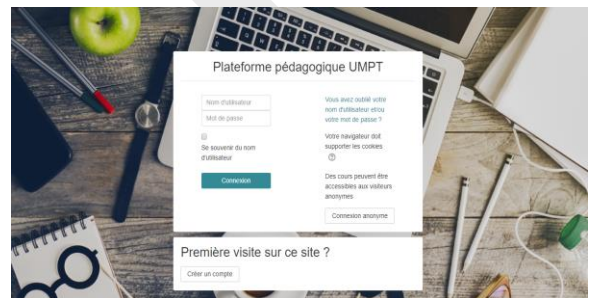 Plateforme pédagogique UMPT
Nom d'utilisateur
Mot de passe
Se souvenir du nom
d'utilisateur
Connexion
Vous avez oublié votre
nom d'utilisateur et/ou
votre mot de passe ?
Votre navigateur doit
supporter les cookies
?
Des cours peuvent être
accessibles aux visiteurs
anonymes
Connexion anonyme
Première visite sur ce site ?
Créer un compte